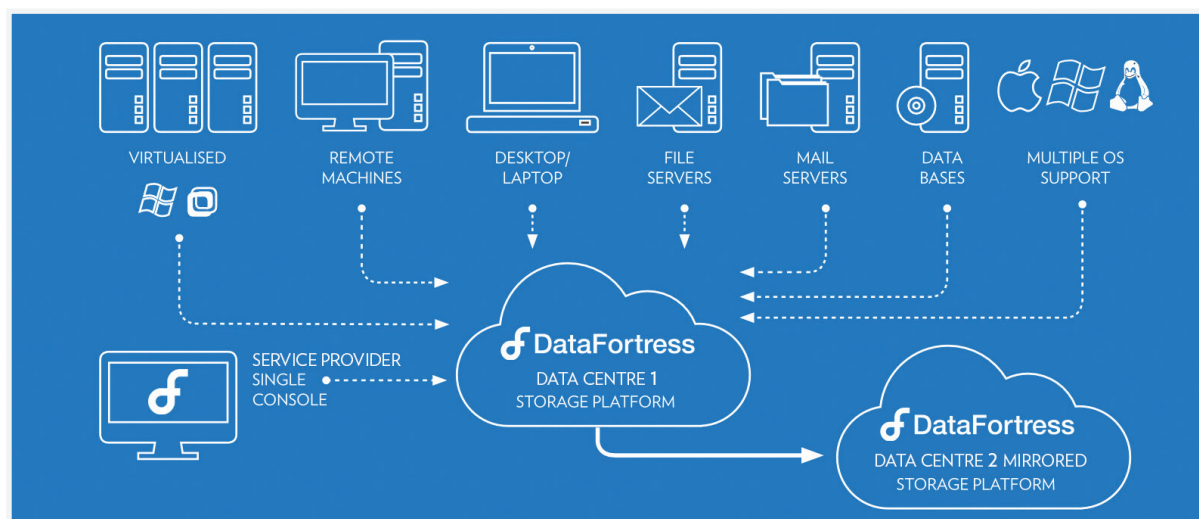 VIRTUALISED
REMOTE
MACHINES
DESKTOP/
LAPTOP
FILE
SERVERS
MAIL
SERVERS
DATA
BASES
MULTIPLE OS
SUPPORT
SERVICE PROVIDER
SINGLE
CONSOLE
DataFortress
DATA CENTRE 1
STORAGE PLATFORM
DataFortress
DATA CENTRE 2 MIRRORED
STORAGE PLATFORM